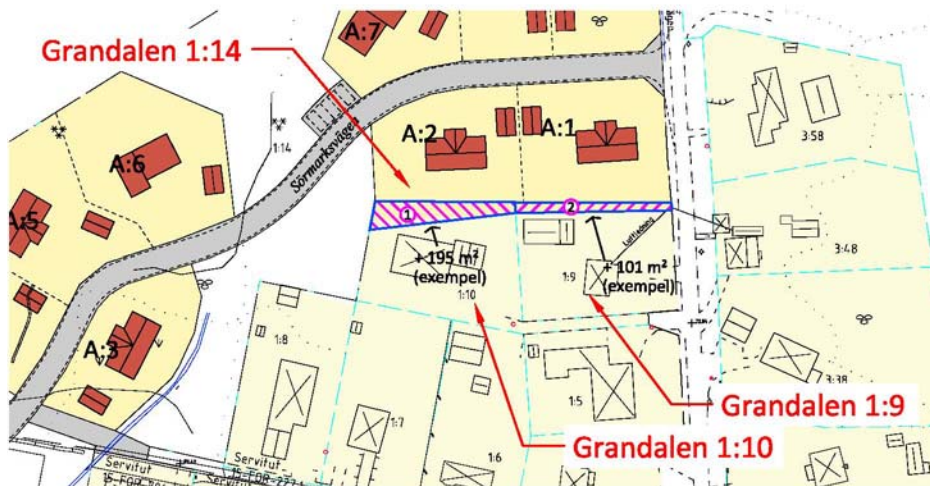 A:7
Grandalen 1:14
A:2
A:1
3:58
A:6
1:14
Sörmarksvägen
A:5
1
2
Luftledning
3:48
+ 195 m²
(exempel)
+ 101 m²
(exempel)
1:9
1:10
1:8
A:3
3:38
1:5
Grandalen 1:9
1:7
Grandalen 1:10
1:6
Servitut
Servitut